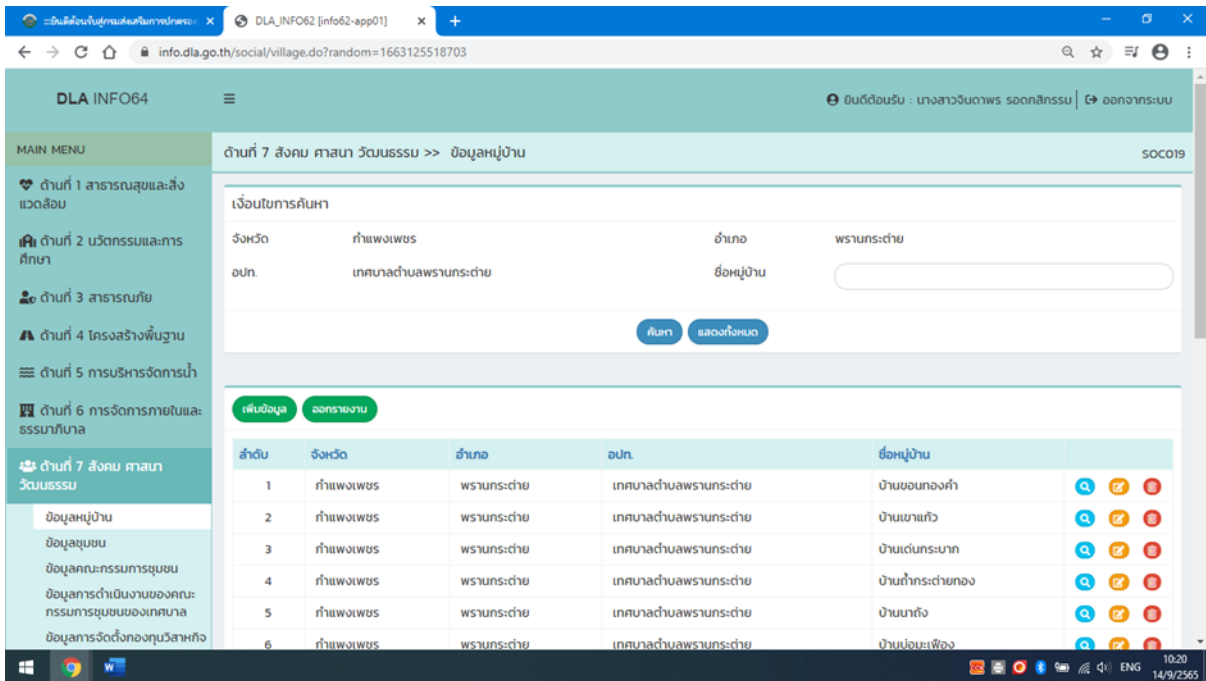 :::ยินดีต้อนรับสู่กรมส่งเสริมการปกครอง
DLA_INFO62 [info62-app01]
info.dla.go.th/social/village.do?random=1663125518703
DLA INFO64
ยินดีต้อนรับ : นางสาวจินดาพร รอดกสิกรรม | ออกจากระบบ
MAIN MENU
ด้านที่ 7 สังคม ศาสนา วัฒนธรรม >> ข้อมูลหมู่บ้าน
SOC019
ด้านที่ 1 สาธารณสุขและสิ่ง
แวดล้อม
ด้านที่ 2 นวัตกรรมและการ
ศึกษา
ด้านที่ 3 สาธารณภัย
ด้านที่ 4 โครงสร้างพื้นฐาน
ด้านที่ 5 การบริหารจัดการน้ำ
ด้านที่ 6 การจัดการภายในและ
ธรรมาภิบาล
ด้านที่ 7 สังคม ศาสนา
วัฒนธรรม
ข้อมูลหมู่บ้าน
ข้อมูลชุมชน
ข้อมูลคณะกรรมการชุมชน
ข้อมูลการดำเนินงานของคณะ
กรรมการชุมชนของเทศบาล
ข้อมูลการจัดตั้งกองทุนวิสาหกิจ
เงื่อนไขการค้นหา
จังหวัด กำแพงเพชร อำเภอ พรานกระต่าย
อปท. เทศบาลตำบลพรานกระต่าย ชื่อหมู่บ้าน
ค้นหา แสดงทั้งหมด
เพิ่มข้อมูล ออกรายงาน
ลำดับ จังหวัด อำเภอ อปท. ชื่อหมู่บ้าน
1 กำแพงเพชร พรานกระต่าย เทศบาลตำบลพรานกระต่าย บ้านขอนทองคำ
2 กำแพงเพชร พรานกระต่าย เทศบาลตำบลพรานกระต่าย บ้านเขาแก้ว
3 กำแพงเพชร พรานกระต่าย เทศบาลตำบลพรานกระต่าย บ้านเด่นกระบาก
4 กำแพงเพชร พรานกระต่าย เทศบาลตำบลพรานกระต่าย บ้านถ้ำกระต่ายทอง
5 กำแพงเพชร พรานกระต่าย เทศบาลตำบลพรานกระต่าย บ้านนาถัง
6 กำแพงเพชร พรานกระต่าย เทศบาลตำบลพรานกระต่าย บ้านบ่อมะเฟือง
ENG
10:20
14/9/2565